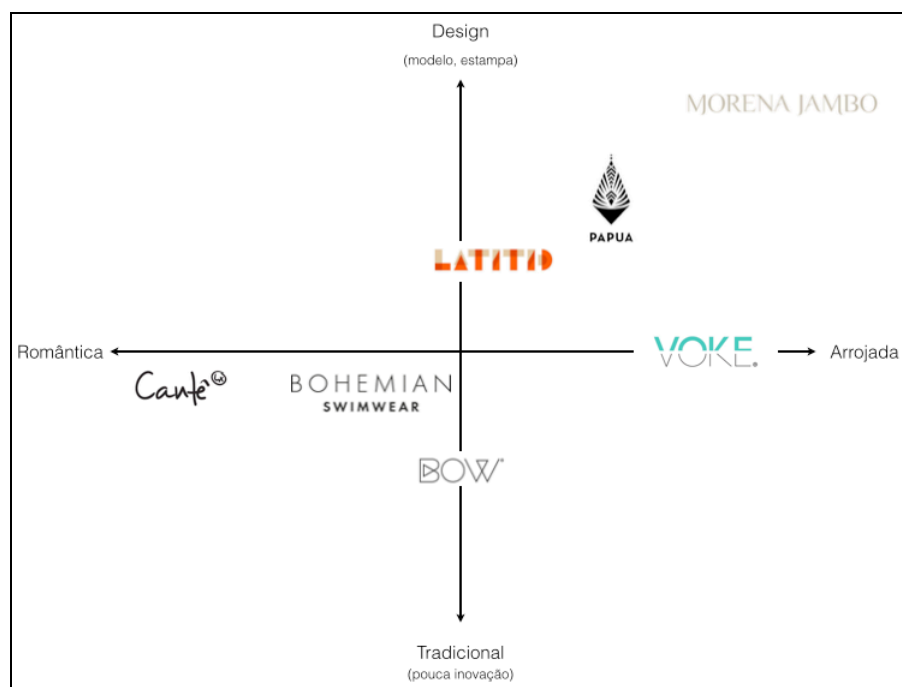 Design
(modelo, estampa)
MORENA JAMBO
PAPUA
LATITID
Romântica
VOKE.
Arrojada
Cantê
BOHEMIAN
SWIMWEAR
BOW
Tradicional
(pouca inovação)